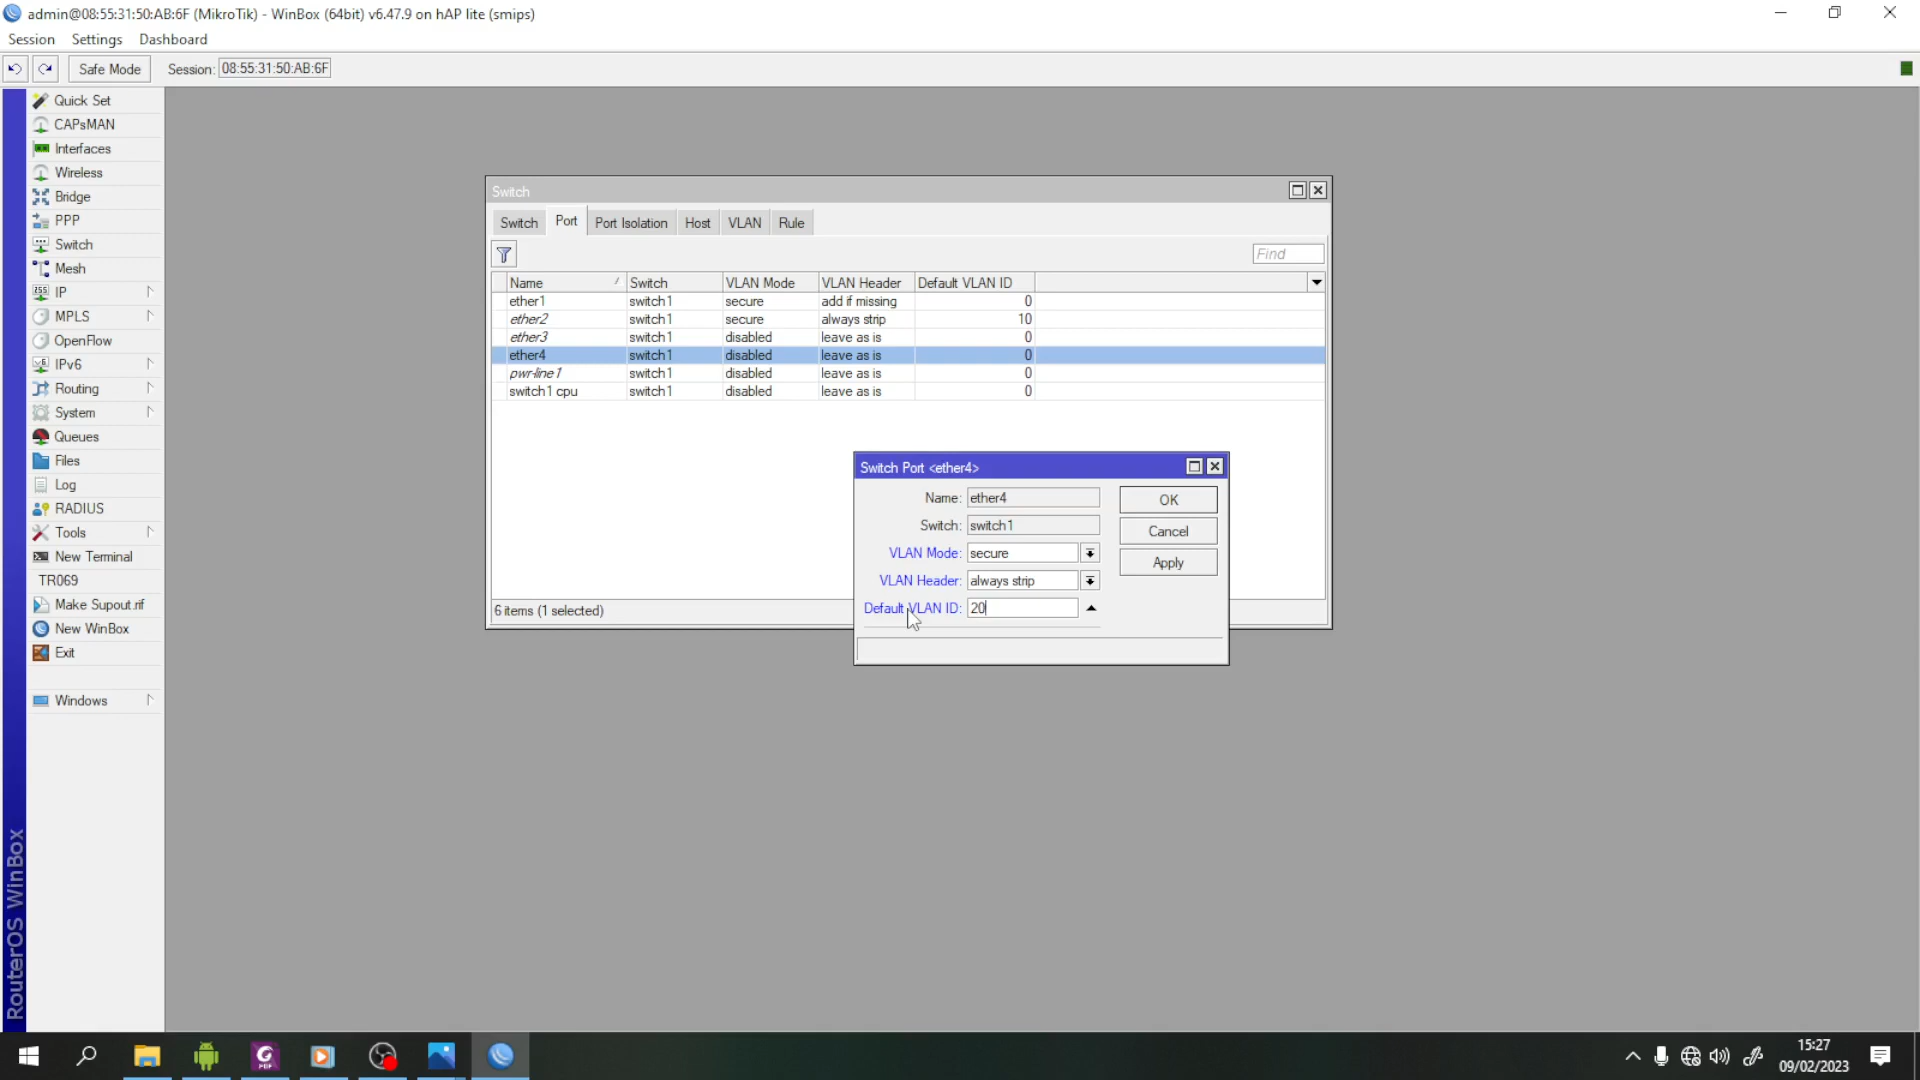 admin@08:55:31:50:AB:6F (MikroTik) - WinBox (64bit) v6.47.9 on hAP lite (smips)
Session Settings Dashboard
Safe Mode Session: 08:55:31:50:AB:6F
Quick Set
CAPsMAN
Interfaces
Wireless
Bridge
PPP
Switch
Mesh
IP
MPLS
OpenFlow
IPv6
Routing
System
Queues
Files
Log
RADIUS
Tools
New Terminal
TR069
Make Supout.rif
New WinBox
Exit
Windows
RouterOS WinBox
Switch
Switch Port Port Isolation Host VLAN Rule
Find
Name Switch VLAN Mode VLAN Header Default VLAN ID
ether1 switch1 secure add if missing 0
ether2 switch1 secure always strip 10
ether3 switch1 disabled leave as is 0
ether4 switch1 disabled leave as is 0
pwr-line1 switch1 disabled leave as is 0
switch1 cpu switch1 disabled leave as is 0
6 items (1 selected)
Switch Port <ether4>
Name: ether4 OK
Switch: switch1 Cancel
VLAN Mode: secure
Apply
VLAN Header: always strip
Default VLAN ID: 20
15:27
09/02/2023